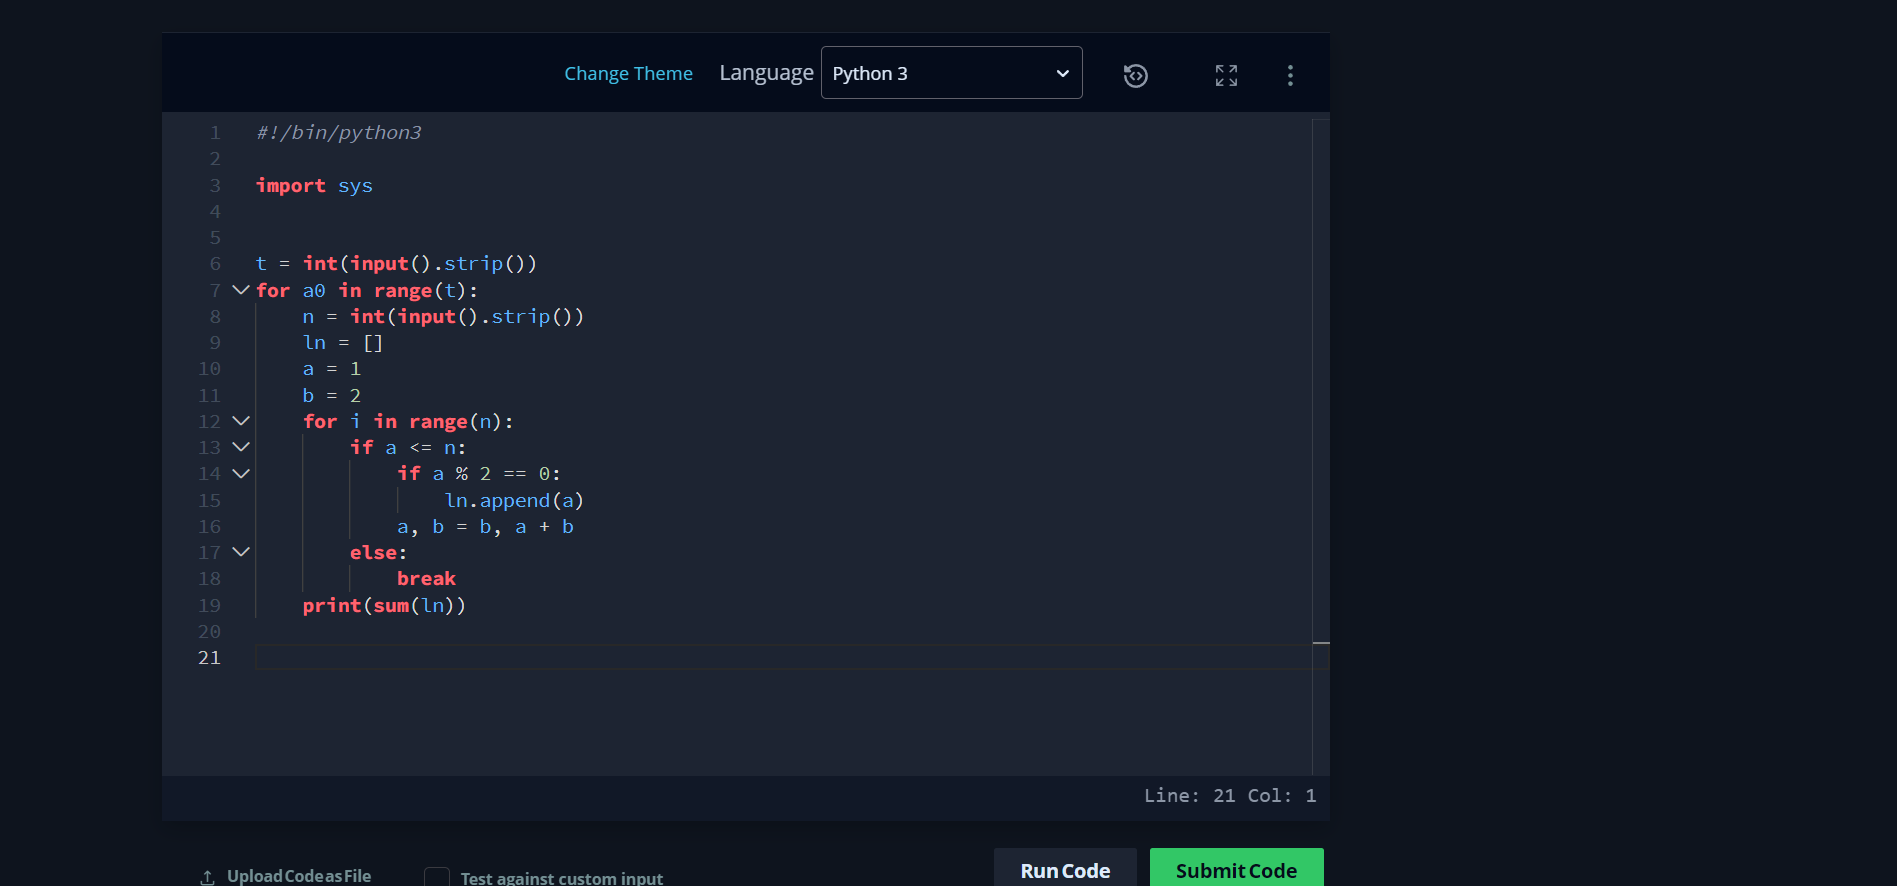 Change Theme Language Python 3
1 #!/bin/python3
2
3 import sys
4
5
6 t = int(input().strip())
7 for a0 in range(t):
8     n = int(input().strip())
9     ln = []
10     a = 1
11     b = 2
12     for i in range(n):
13         if a <= n:
14             if a % 2 == 0:
15                 ln.append(a)
16             a, b = b, a + b
17         else:
18             break
19     print(sum(ln))
20
21
Line: 21 Col: 1
Upload Code as File Test against custom input Run Code Submit Code